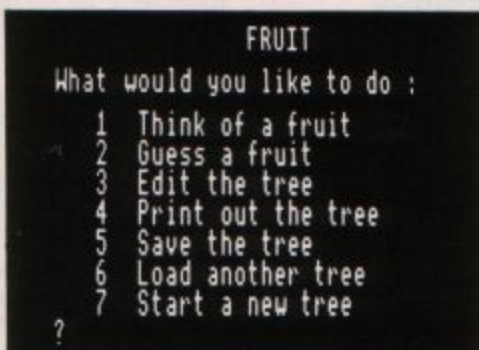 FRUIT
What would you like to do :
1 Think of a fruit
2 Guess a fruit
3 Edit the tree
4 Print out the tree
5 Save the tree
6 Load another tree
7 Start a new tree
?